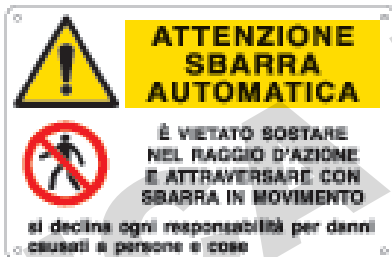 ATTENZIONE
SBARRA
AUTOMATICA
È VIETATO SOSTARE
NEL RAGGIO D'AZIONE
E ATTRAVERSARE CON
SBARRA IN MOVIMENTO
si declina ogni responsabilità per danni
causati a persone e cose